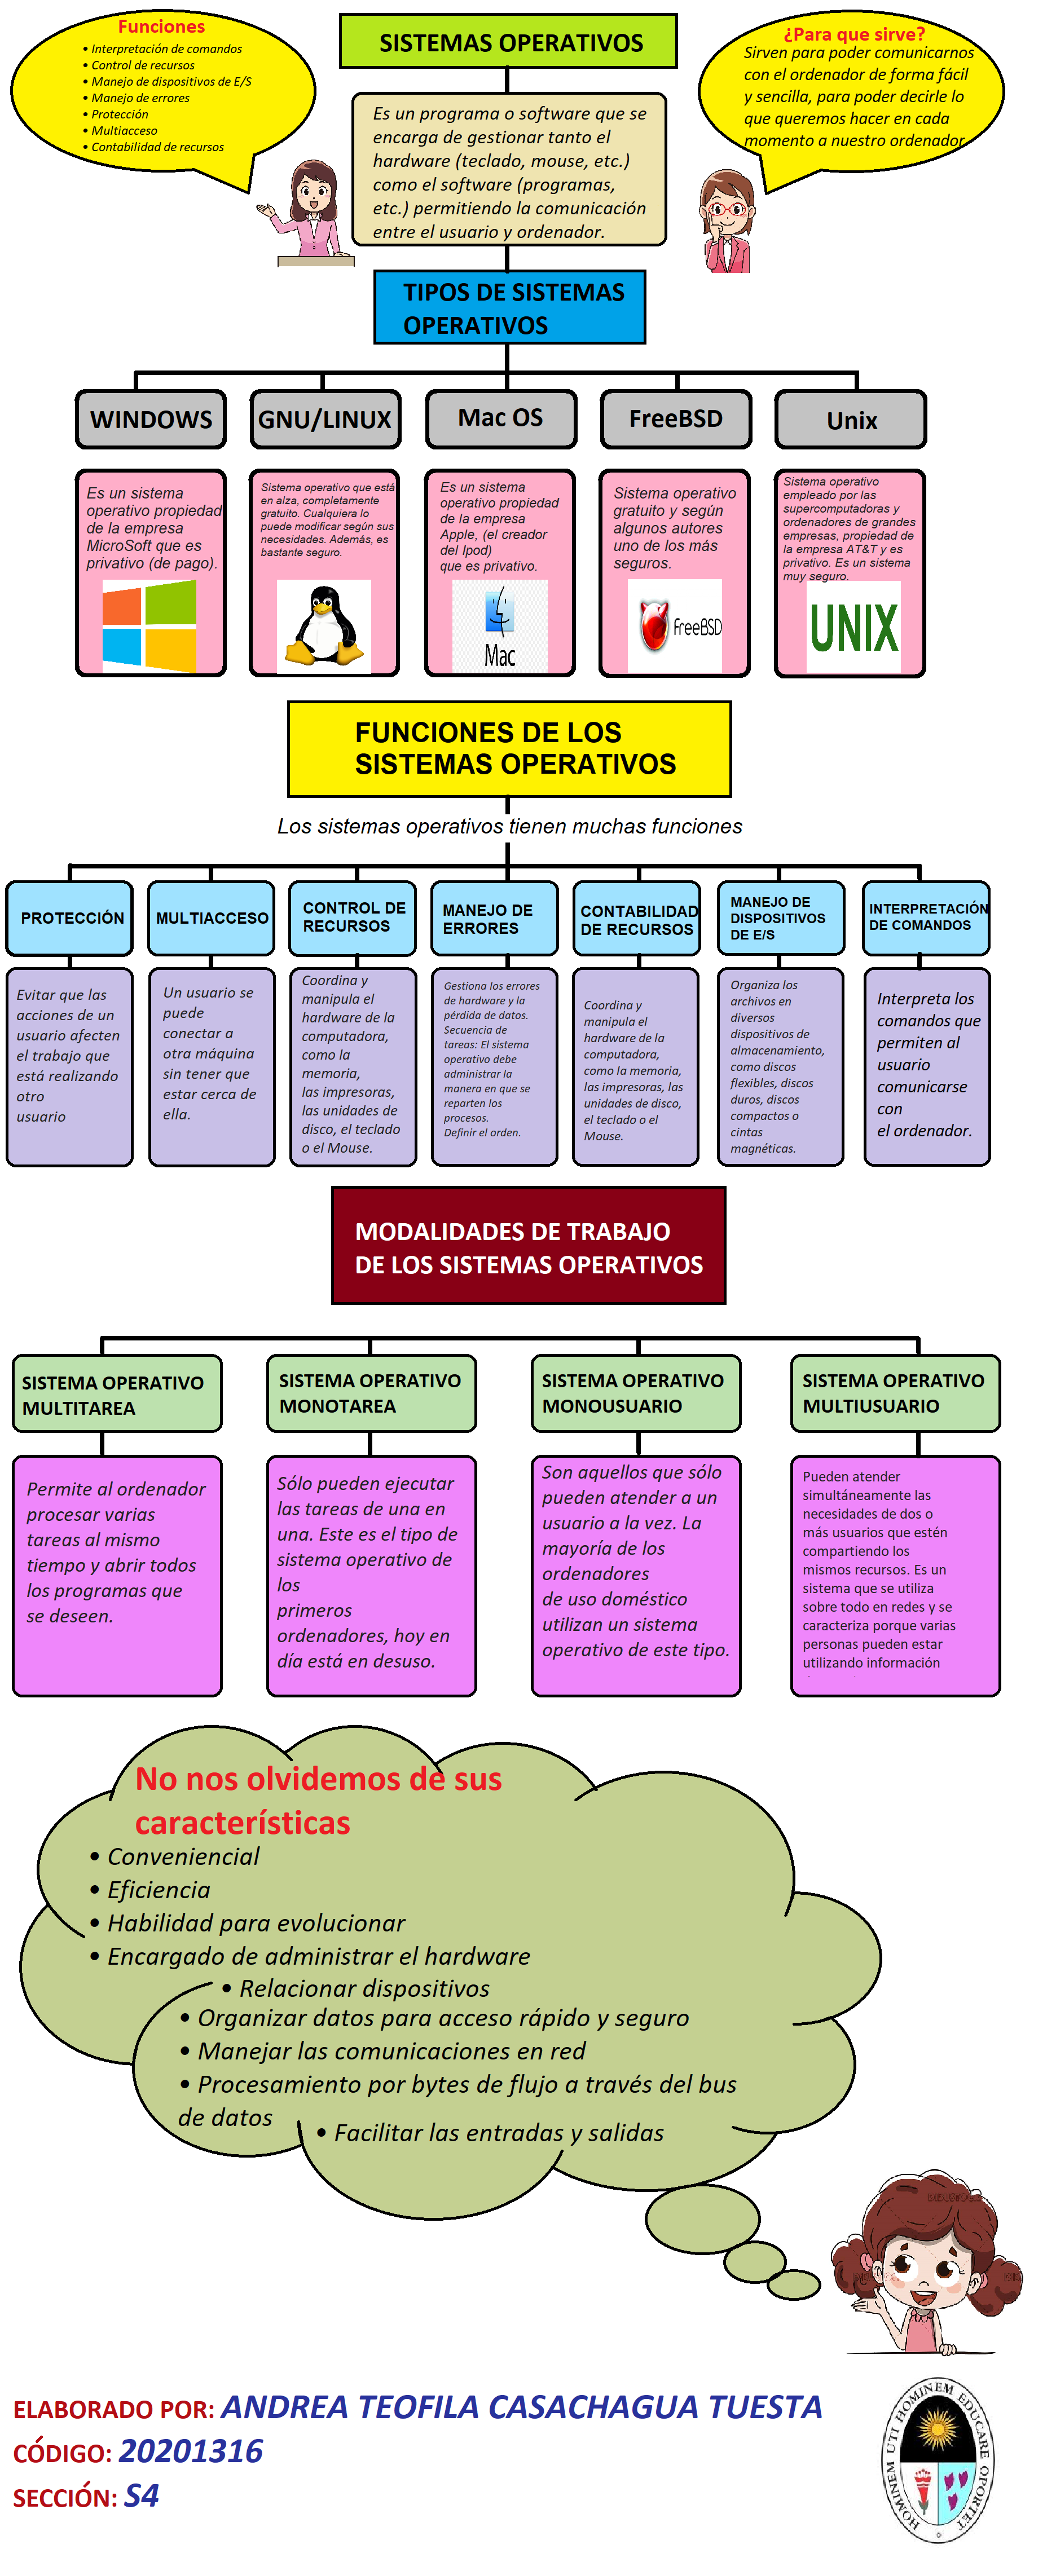 Funciones
• Interpretación de comandos
• Control de recursos
• Manejo de dispositivos de E/S
• Manejo de errores
• Protección
• Multiacceso
• Contabilidad de recursos
SISTEMAS OPERATIVOS
Es un programa o software que se
encarga de gestionar tanto el
hardware (teclado, mouse, etc.)
como el software (programas,
etc.) permitiendo la comunicación
entre el usuario y ordenador.
¿Para que sirve?
Sirven para poder comunicarnos
con el ordenador de forma fácil
y sencilla, para poder decirle lo
que queremos hacer en cada
momento a nuestro ordenador.
TIPOS DE SISTEMAS
OPERATIVOS
WINDOWS
Es un sistema
operativo propiedad
de la empresa
MicroSoft que es
privativo (de pago).
GNU/LINUX
Sistema operativo que está
en alza, completamente
gratuito. Cualquiera lo
puede modificar según sus
necesidades. Además, es
bastante seguro.
Mac OS
Es un sistema
operativo propiedad
de la empresa
Apple, (el creador
del Ipod)
que es privativo.
Mac
FreeBSD
Sistema operativo
gratuito y según
algunos autores
uno de los más
seguros.
FreeBSD
Unix
Sistema operativo
empleado por las
supercomputadoras y
ordenadores de grandes
empresas, propiedad de
la empresa AT&T y es
privativo. Es un sistema
muy seguro.
UNIX
FUNCIONES DE LOS
SISTEMAS OPERATIVOS
Los sistemas operativos tienen muchas funciones
PROTECCIÓN
Evitar que las
acciones de un
usuario afecten
el trabajo que
está realizando
otro
usuario
MULTIACCESO
Un usuario se
puede
conectar a
otra máquina
sin tener que
estar cerca de
ella.
CONTROL DE
RECURSOS
Coordina y
manipula el
hardware de la
computadora,
como la
memoria,
las impresoras,
las unidades de
disco, el teclado
o el Mouse.
MANEJO DE
ERRORES
Gestiona los errores
de hardware y la
pérdida de datos.
Secuencia de
tareas: El sistema
operativo debe
administrar la
manera en que se
reparten los
procesos.
Definir el orden.
CONTABILIDAD
DE RECURSOS
Coordina y
manipula el
hardware de la
computadora,
como la memoria,
las impresoras, las
unidades de disco,
el teclado o el
Mouse.
MANEJO DE
DISPOSITIVOS
DE E/S
Organiza los
archivos en
diversos
dispositivos de
almacenamiento,
como discos
flexibles, discos
duros, discos
compactos o
cintas
magnéticas.
INTERPRETACIÓN
DE COMANDOS
Interpreta los
comandos que
permiten al
usuario
comunicarse
con
el ordenador.
MODALIDADES DE TRABAJO
DE LOS SISTEMAS OPERATIVOS
SISTEMA OPERATIVO
MULTITAREA
Permite al ordenador
procesar varias
tareas al mismo
tiempo y abrir todos
los programas que
se deseen.
SISTEMA OPERATIVO
MONOTAREA
Sólo pueden ejecutar
las tareas de una en
una. Este es el tipo de
sistema operativo de
los
primeros
ordenadores, hoy en
día está en desuso.
SISTEMA OPERATIVO
MONOUSUARIO
Son aquellos que sólo
pueden atender a un
usuario a la vez. La
mayoría de los
ordenadores
de uso doméstico
utilizan un sistema
operativo de este tipo.
SISTEMA OPERATIVO
MULTIUSUARIO
Pueden atender
simultáneamente las
necesidades de dos o
más usuarios que estén
compartiendo los
mismos recursos. Es un
sistema que se utiliza
sobre todo en redes y se
caracteriza porque varias
personas pueden estar
utilizando información
No nos olvidemos de sus
características
• Conveniencial
• Eficiencia
• Habilidad para evolucionar
• Encargado de administrar el hardware
• Relacionar dispositivos
• Organizar datos para acceso rápido y seguro
• Manejar las comunicaciones en red
• Procesamiento por bytes de flujo a través del bus
de datos
• Facilitar las entradas y salidas
ELABORADO POR: ANDREA TEOFILA CASACHAGUA TUESTA
CÓDIGO: 20201316
SECCIÓN: S4
HOMINEM UTI HOMINEM EDUCARE OPORTET